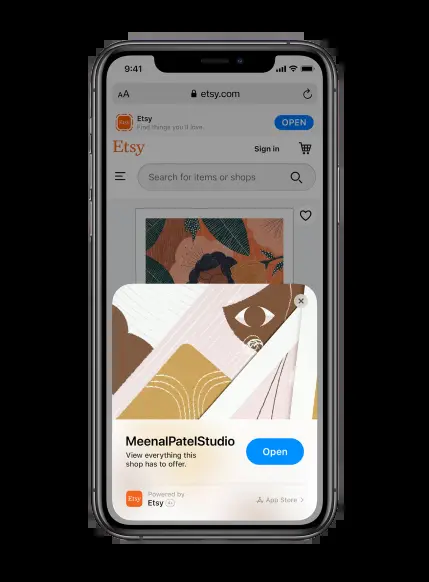 9:41
AA
etsy.com
Etsy
Etsy
Find things you'll love
OPEN
Etsy
Sign in
Search for items or shops
MeenalPatelStudio
View everything this
shop has to offer.
Open
Etsy
Powered by
Etsy
App Store